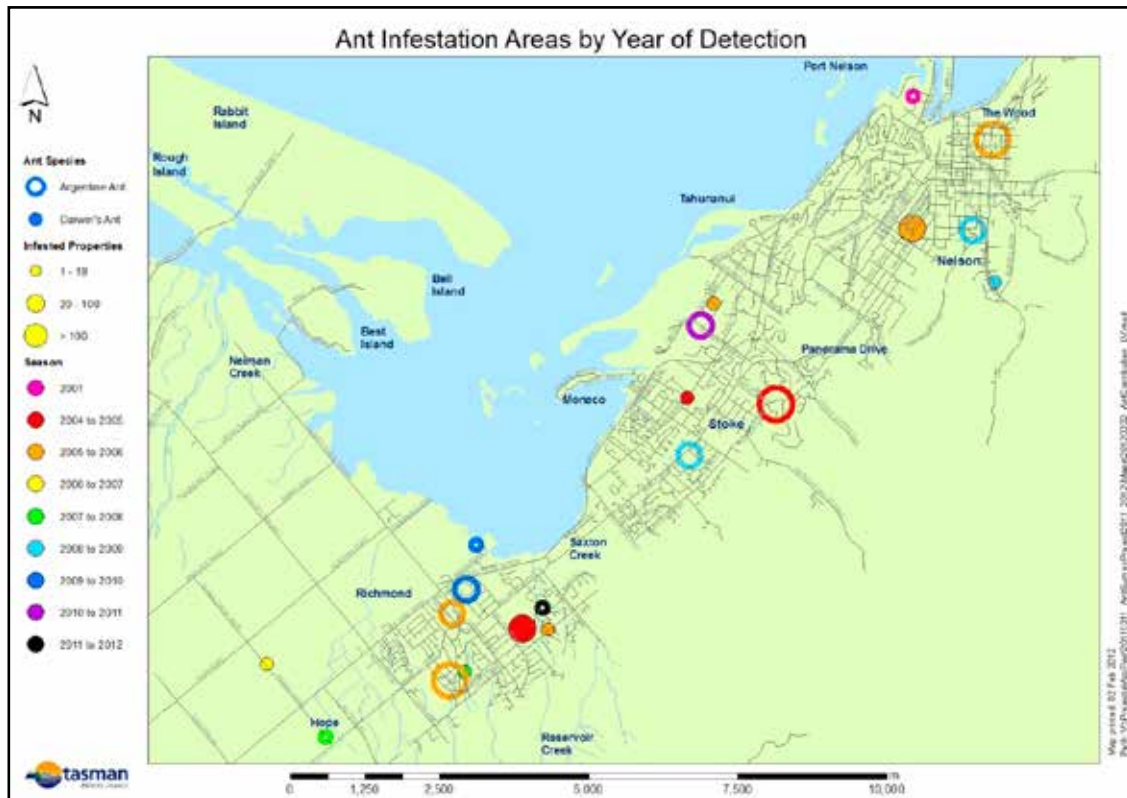 Ant Infestation Areas by Year of Detection
N
Port Nelson
The Wood
Rabbit
Island
Rough
Island
Ant Species
Argentine Ant
Darwin's Ant
Tahunanui
Infested Properties
Nelson
20 - 100
> 100
Bell
Island
Best
Island
Panorama Drive
Neiman
Creek
Season
2001
Monaco
2004 to 2005
Stoke
2005 to 2006
2006 to 2007
2007 to 2008
2008 to 2009
Saxton
Creek
2009 to 2010
Richmond
2010 to 2011
2011 to 2012
Hope
Reservoir
Creek
Map printed 02 Feb 2012
tasman
0 1,250 2,500 5,000 7,500 10,000
m